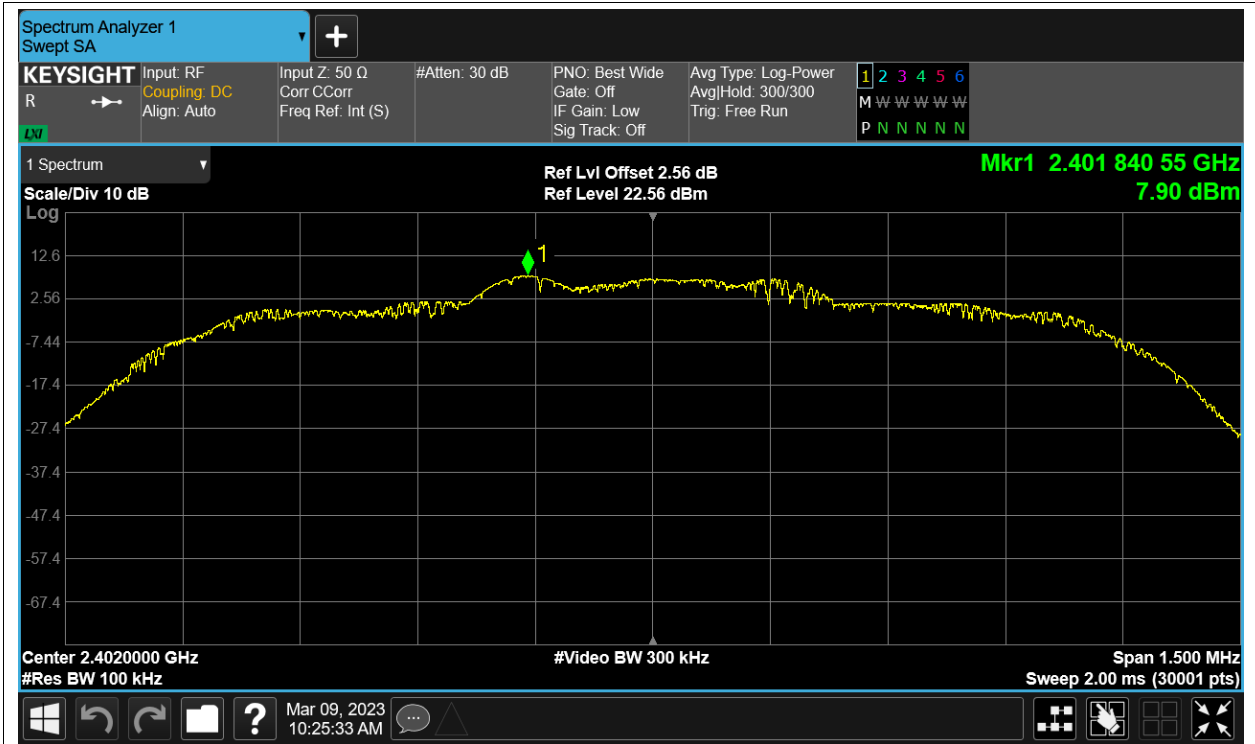 Spectrum Analyzer 1
Swept SA
+
KEYSIGHT
R
LXI
Input: RF
Coupling: DC
Align: Auto
Input Z: 50 Ω
Corr CCorr
Freq Ref: Int (S)
#Atten: 30 dB
PNO: Best Wide
Gate: Off
IF Gain: Low
Sig Track: Off
Avg Type: Log-Power
Avg|Hold: 300/300
Trig: Free Run
1 2 3 4 5 6
M W W W W W
P N N N N N
1 Spectrum
Scale/Div 10 dB
Log
Ref Lvl Offset 2.56 dB
Ref Level 22.56 dBm
Mkr1 2.401 840 55 GHz
7.90 dBm
1
12.6
2.56
-7.44
-17.4
-27.4
-37.4
-47.4
-57.4
-67.4
Center 2.4020000 GHz
#Res BW 100 kHz
#Video BW 300 kHz
Span 1.500 MHz
Sweep 2.00 ms (30001 pts)
?
Mar 09, 2023
10:25:33 AM